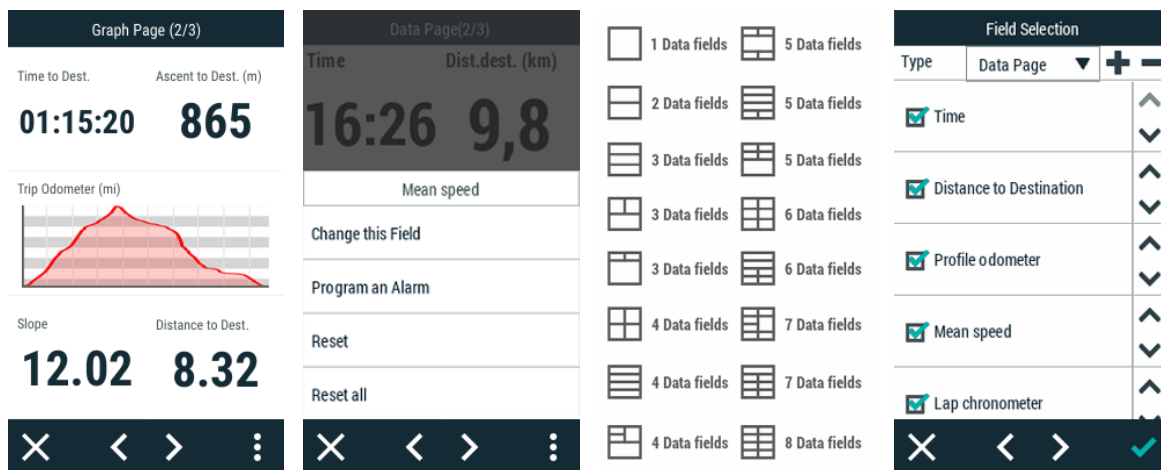 Graph Page (2/3)
Time to Dest. Ascent to Dest. (m)
01:15:20 865
Trip Odometer (mi)
Slope Distance to Dest.
12.02 8.32
Data Page(2/3)
Time Dist.dest. (km)
16:26 9,8
Mean speed
Change this Field
Program an Alarm
Reset
Reset all
1 Data fields 5 Data fields
2 Data fields 5 Data fields
3 Data fields 5 Data fields
3 Data fields 6 Data fields
3 Data fields 6 Data fields
4 Data fields 7 Data fields
4 Data fields 7 Data fields
4 Data fields 8 Data fields
Field Selection
Type Data Page
Time
Distance to Destination
Profile odometer
Mean speed
Lap chronometer